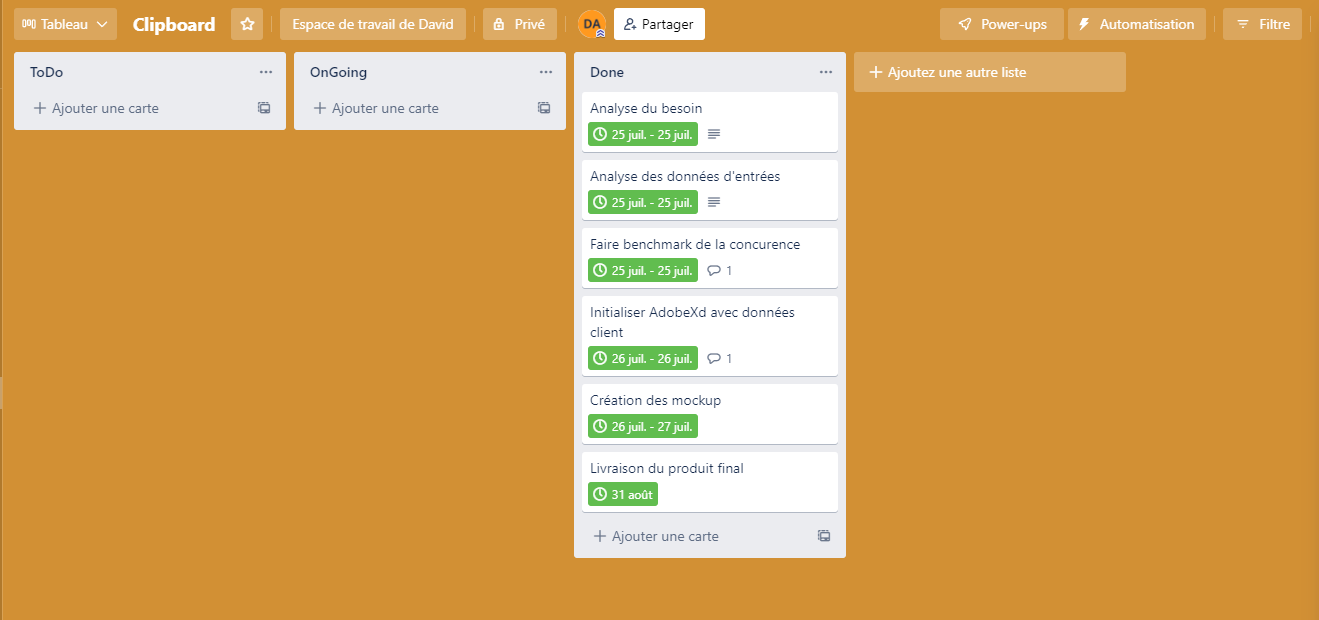 Tableau
Clipboard
Espace de travail de David
Privé
DA
Partager
Power-ups
Automatisation
Filtre
ToDo
Ajouter une carte
OnGoing
Ajouter une carte
Done
Analyse du besoin
25 juil. - 25 juil.
Analyse des données d'entrées
25 juil. - 25 juil.
Faire benchmark de la concurence
25 juil. - 25 juil.
1
Initialiser AdobeXd avec données
client
26 juil. - 26 juil.
1
Création des mockup
26 juil. - 27 juil.
Livraison du produit final
31 août
Ajouter une carte
Ajoutez une autre liste